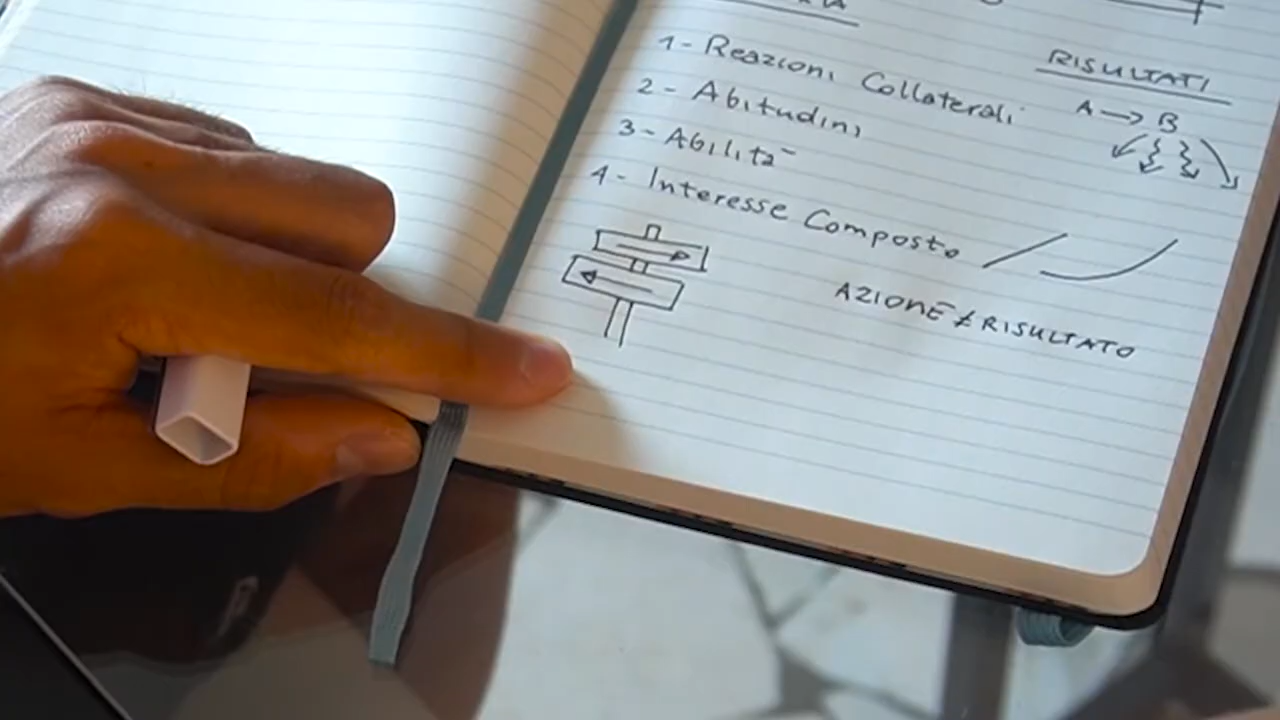 1- Reazioni Collaterali
2- Abitudini
3- Abilità
4- Interesse Composto
RISULTATI
A → B
AZIONE ≠ RISULTATO